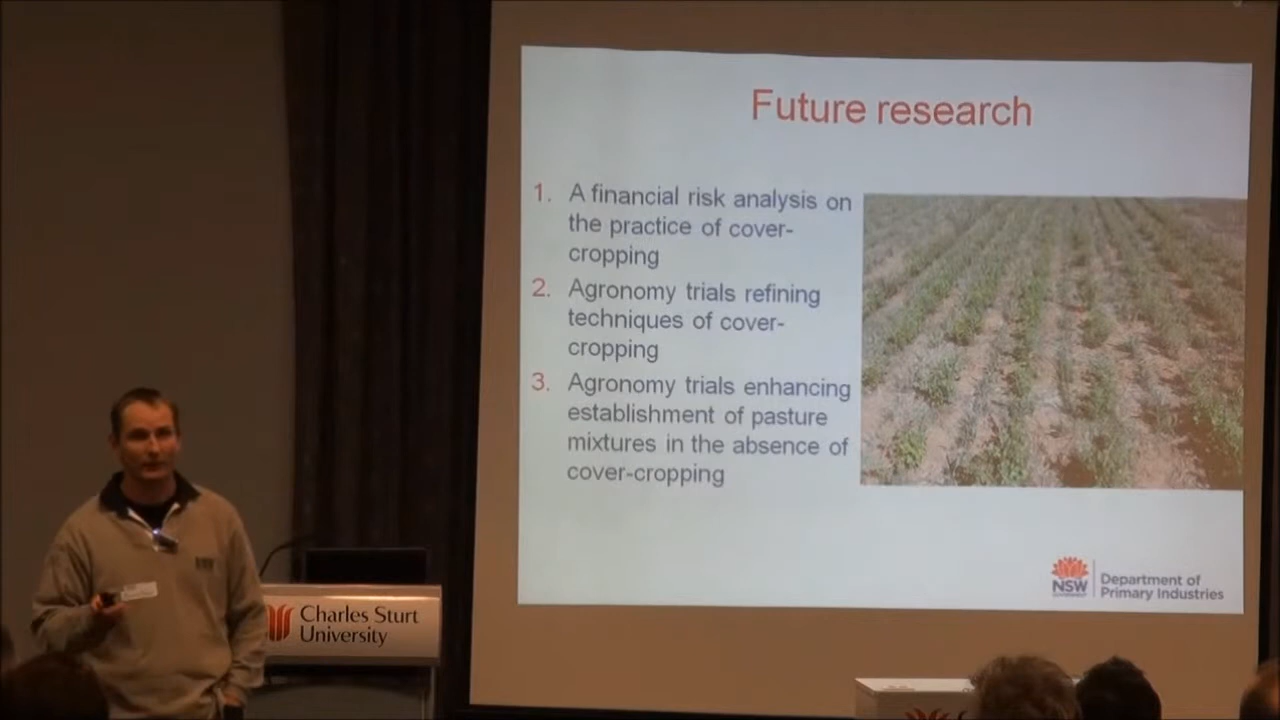 Future research
1. A financial risk analysis on
the practice of cover-
cropping
2. Agronomy trials refining
techniques of cover-
cropping
3. Agronomy trials enhancing
establishment of pasture
mixtures in the absence of
cover-cropping
NSW
Department of
Primary Industries
Charles Sturt
University